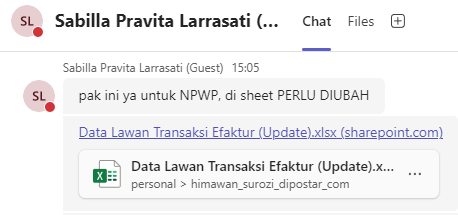 SL Sabilla Pravita Larrasati (... Chat Files
Sabilla Pravita Larrasati (Guest) 15:05
SL pak ini ya untuk NPWP, di sheet PERLU DIUBAH
Data Lawan Transaksi Efaktur (Update).xlsx (sharepoint.com)
Data Lawan Transaksi Efaktur (Update).x... ...
personal > himawan_surozi_dipostar_com